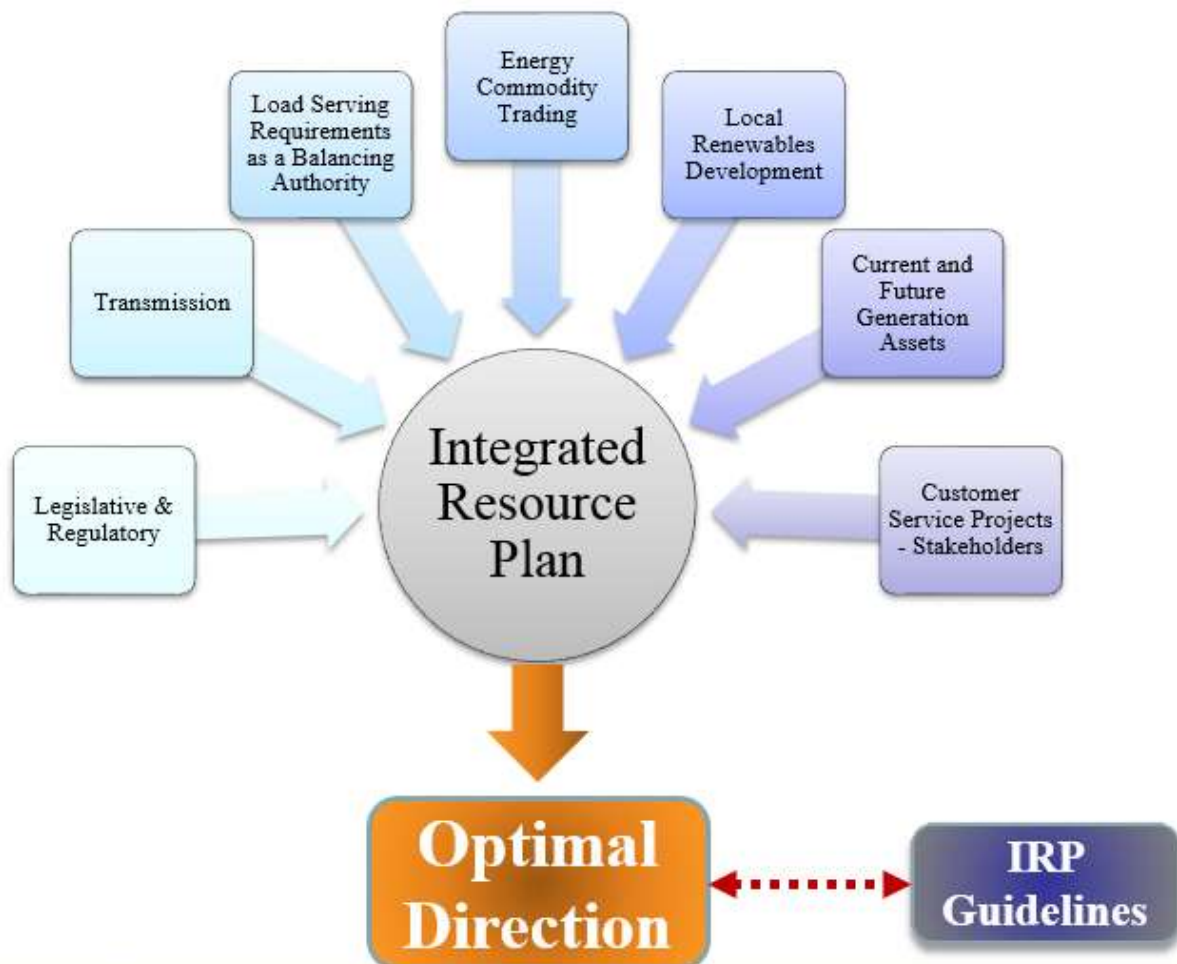 Energy
Commodity
Trading
Load Serving
Requirements
as a Balancing
Authority
Local
Renewables
Development
Transmission
Current and
Future
Generation
Assets
Legislative &
Regulatory
Integrated
Resource
Plan
Customer
Service Projects
- Stakeholders
Optimal
Direction
IRP
Guidelines